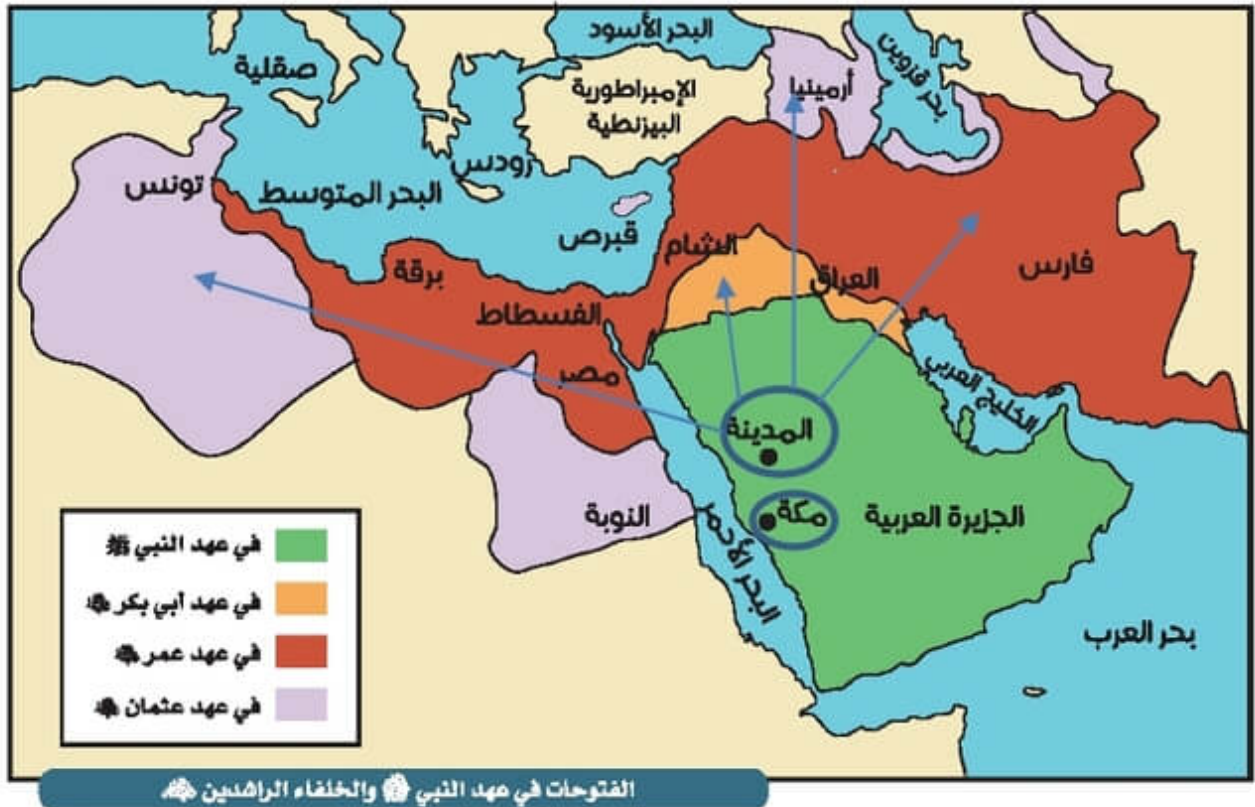 البحر الأسود
صقلية
أرمينيا
بحر قزوين
الإمبراطورية
البيزنطية
رودس
تونس
البحر المتوسط
قبرص
الشام
العراق
فارس
برقة
الفسطاط
مصر
الخليج العربي
المدينة
مكة
الجزيرة العربية
النوبة
البحر الأحمر
بحر العرب
في عهد النبي ﷺ
في عهد أبي بكر
في عهد عمر
في عهد عثمان
الفتوحات في عهد النبي ﷺ والخلفاء الراشدين